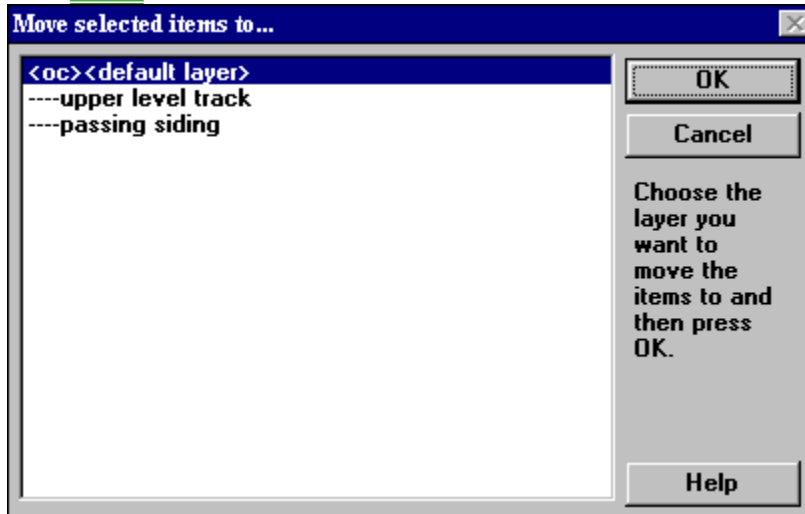 Move selected items to...
<oc><default layer>
----upper level track
----passing siding
OK
Cancel
Choose the
layer you
want to
move the
items to and
then press
OK.
Help